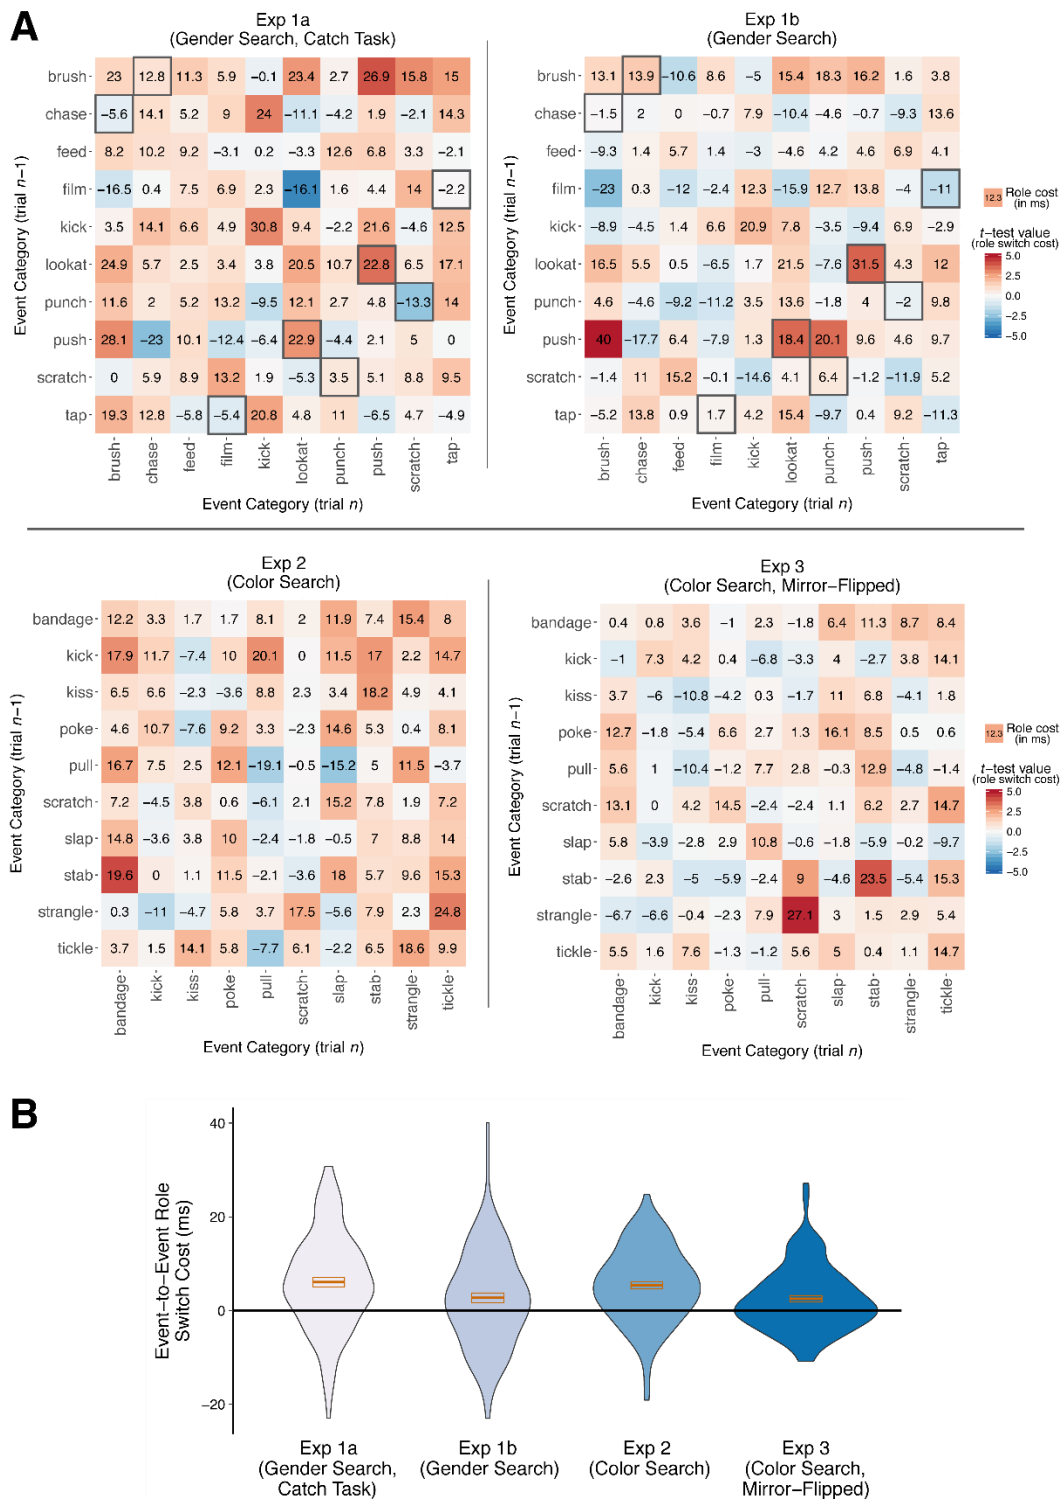 A
Exp 1a
(Gender Search, Catch Task)
Event Category (trial n−1)
brush 23 12.8 11.3 5.9 −0.1 23.4 2.7 26.9 15.8 15
chase −5.6 14.1 5.2 9 24 −11.1 −4.2 1.9 −2.1 14.3
feed 8.2 10.2 9.2 −3.1 0.2 −3.3 12.6 6.8 3.3 −2.1
film −16.5 0.4 7.5 6.9 2.3 −16.1 1.6 4.4 14 −2.2
kick 3.5 14.1 6.6 4.9 30.8 9.4 −2.2 21.6 −4.6 12.5
lookat 24.9 5.7 2.5 3.4 3.8 20.5 10.7 22.8 6.5 17.1
punch 11.6 2 5.2 13.2 −9.5 12.1 2.7 4.8 −13.3 14
push 28.1 −23 10.1 −12.4 −6.4 22.9 −4.4 2.1 5 0
scratch 0 5.9 8.9 13.2 1.9 −5.3 3.5 5.1 8.8 9.5
tap 19.3 12.8 −5.8 −5.4 20.8 4.8 11 −6.5 4.7 −4.9
brush chase feed film kick lookat punch push scratch tap
Event Category (trial n)
Exp 1b
(Gender Search)
Event Category (trial n−1)
brush 13.1 13.9 −10.6 8.6 −5 15.4 18.3 16.2 1.6 3.8
chase −1.5 2 0 −0.7 7.9 −10.4 −4.6 −0.7 −9.3 13.6
feed −9.3 1.4 5.7 1.4 −3 −4.6 4.2 4.6 6.9 4.1
film −23 0.3 −12 −2.4 12.3 −15.9 12.7 13.8 −4 −11
kick −8.9 −4.5 1.4 6.6 20.9 7.8 −3.5 −9.4 6.9 −2.9
lookat 16.5 5.5 0.5 −6.5 1.7 21.5 −7.6 31.5 4.3 12
punch 4.6 −4.6 −9.2 −11.2 3.5 13.6 −1.8 4 −2 9.8
push 40 −17.7 6.4 −7.9 1.3 18.4 20.1 9.6 4.6 9.7
scratch −1.4 11 15.2 −0.1 −14.6 4.1 6.4 −1.2 −11.9 5.2
tap −5.2 13.8 0.9 1.7 4.2 15.4 −9.7 0.4 9.2 −11.3
brush chase feed film kick lookat punch push scratch tap
Event Category (trial n)
12.3 Role cost
(in ms)
t−test value
(role switch cost)
5.0
2.5
0.0
−2.5
−5.0
Exp 2
(Color Search)
Event Category (trial n−1)
bandage 12.2 3.3 1.7 1.7 8.1 2 11.9 7.4 15.4 8
kick 17.9 11.7 −7.4 10 20.1 0 11.5 17 2.2 14.7
kiss 6.5 6.6 −2.3 −3.6 8.8 2.3 3.4 18.2 4.9 4.1
poke 4.6 10.7 −7.6 9.2 3.3 −2.3 14.6 5.3 0.4 8.1
pull 16.7 7.5 2.5 12.1 −19.1 −0.5 −15.2 5 11.5 −3.7
scratch 7.2 −4.5 3.8 0.6 −6.1 2.1 15.2 7.8 1.9 7.2
slap 14.8 −3.6 3.8 10 −2.4 −1.8 −0.5 7 8.8 14
stab 19.6 0 1.1 11.5 −2.1 −3.6 18 5.7 9.6 15.3
strangle 0.3 −11 −4.7 5.8 3.7 17.5 −5.6 7.9 2.3 24.8
tickle 3.7 1.5 14.1 5.8 −7.7 6.1 −2.2 6.5 18.6 9.9
bandage kick kiss poke pull scratch slap stab strangle tickle
Event Category (trial n)
Exp 3
(Color Search, Mirror−Flipped)
Event Category (trial n−1)
bandage 0.4 0.8 3.6 −1 2.3 −1.8 6.4 11.3 8.7 8.4
kick −1 7.3 4.2 0.4 −6.8 −3.3 4 −2.7 3.8 14.1
kiss 3.7 −6 −10.8 −4.2 0.3 −1.7 11 6.8 −4.1 1.8
poke 12.7 −1.8 −5.4 6.6 2.7 1.3 16.1 8.5 0.5 0.6
pull 5.6 1 −10.4 −1.2 7.7 2.8 −0.3 12.9 −4.8 −1.4
scratch 13.1 0 4.2 14.5 −2.4 −2.4 1.1 6.2 2.7 14.7
slap 5.8 −3.9 −2.8 2.9 10.8 −0.6 −1.8 −5.9 −0.2 −9.7
stab −2.6 2.3 −5 −5.9 −2.4 9 −4.6 23.5 −5.4 15.3
strangle −6.7 −6.6 −0.4 −2.3 7.9 27.1 3 1.5 2.9 5.4
tickle 5.5 1.6 7.6 −1.3 −1.2 5.6 5 0.4 1.1 14.7
bandage kick kiss poke pull scratch slap stab strangle tickle
Event Category (trial n)
12.3 Role cost
(in ms)
t−test value
(role switch cost)
5.0
2.5
0.0
−2.5
−5.0
B
Event−to−Event Role
Switch Cost (ms)
40
20
0
−20
Exp 1a
(Gender Search,
Catch Task)
Exp 1b
(Gender Search)
Exp 2
(Color Search)
Exp 3
(Color Search,
Mirror−Flipped)